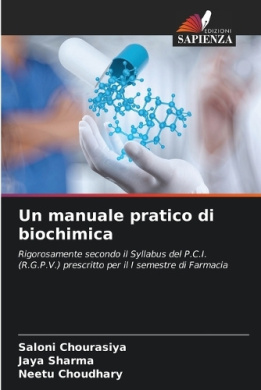 EDIZIONI
SAPIENZA
Un manuale pratico di
biochimica
Rigorosamente secondo il Syllabus del P.C.I.
(R.G.P.V.) prescritto per il I semestre di Farmacia
Saloni Chourasiya
Jaya Sharma
Neetu Choudhary